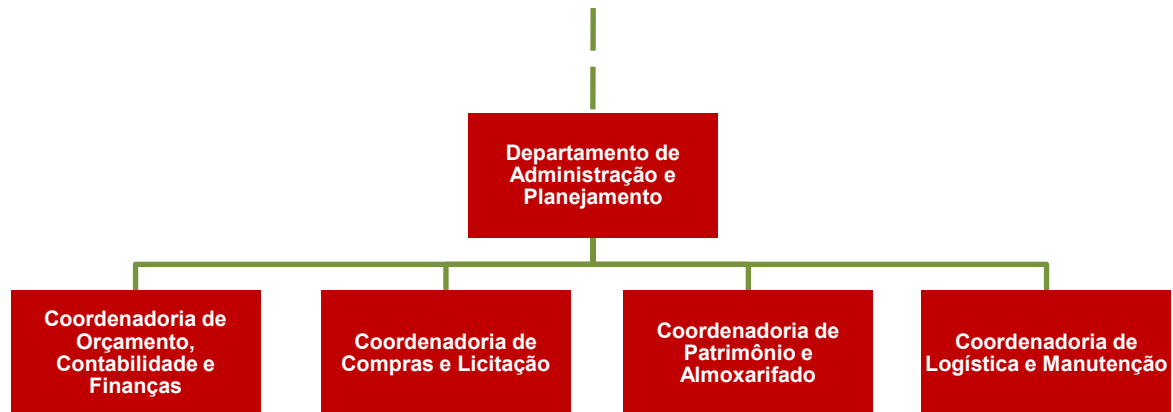 Departamento de
Administração e
Planejamento
Coordenadoria de
Orçamento,
Contabilidade e
Finanças
Coordenadoria de
Compras e Licitação
Coordenadoria de
Patrimônio e
Almoxarifado
Coordenadoria de
Logística e Manutenção